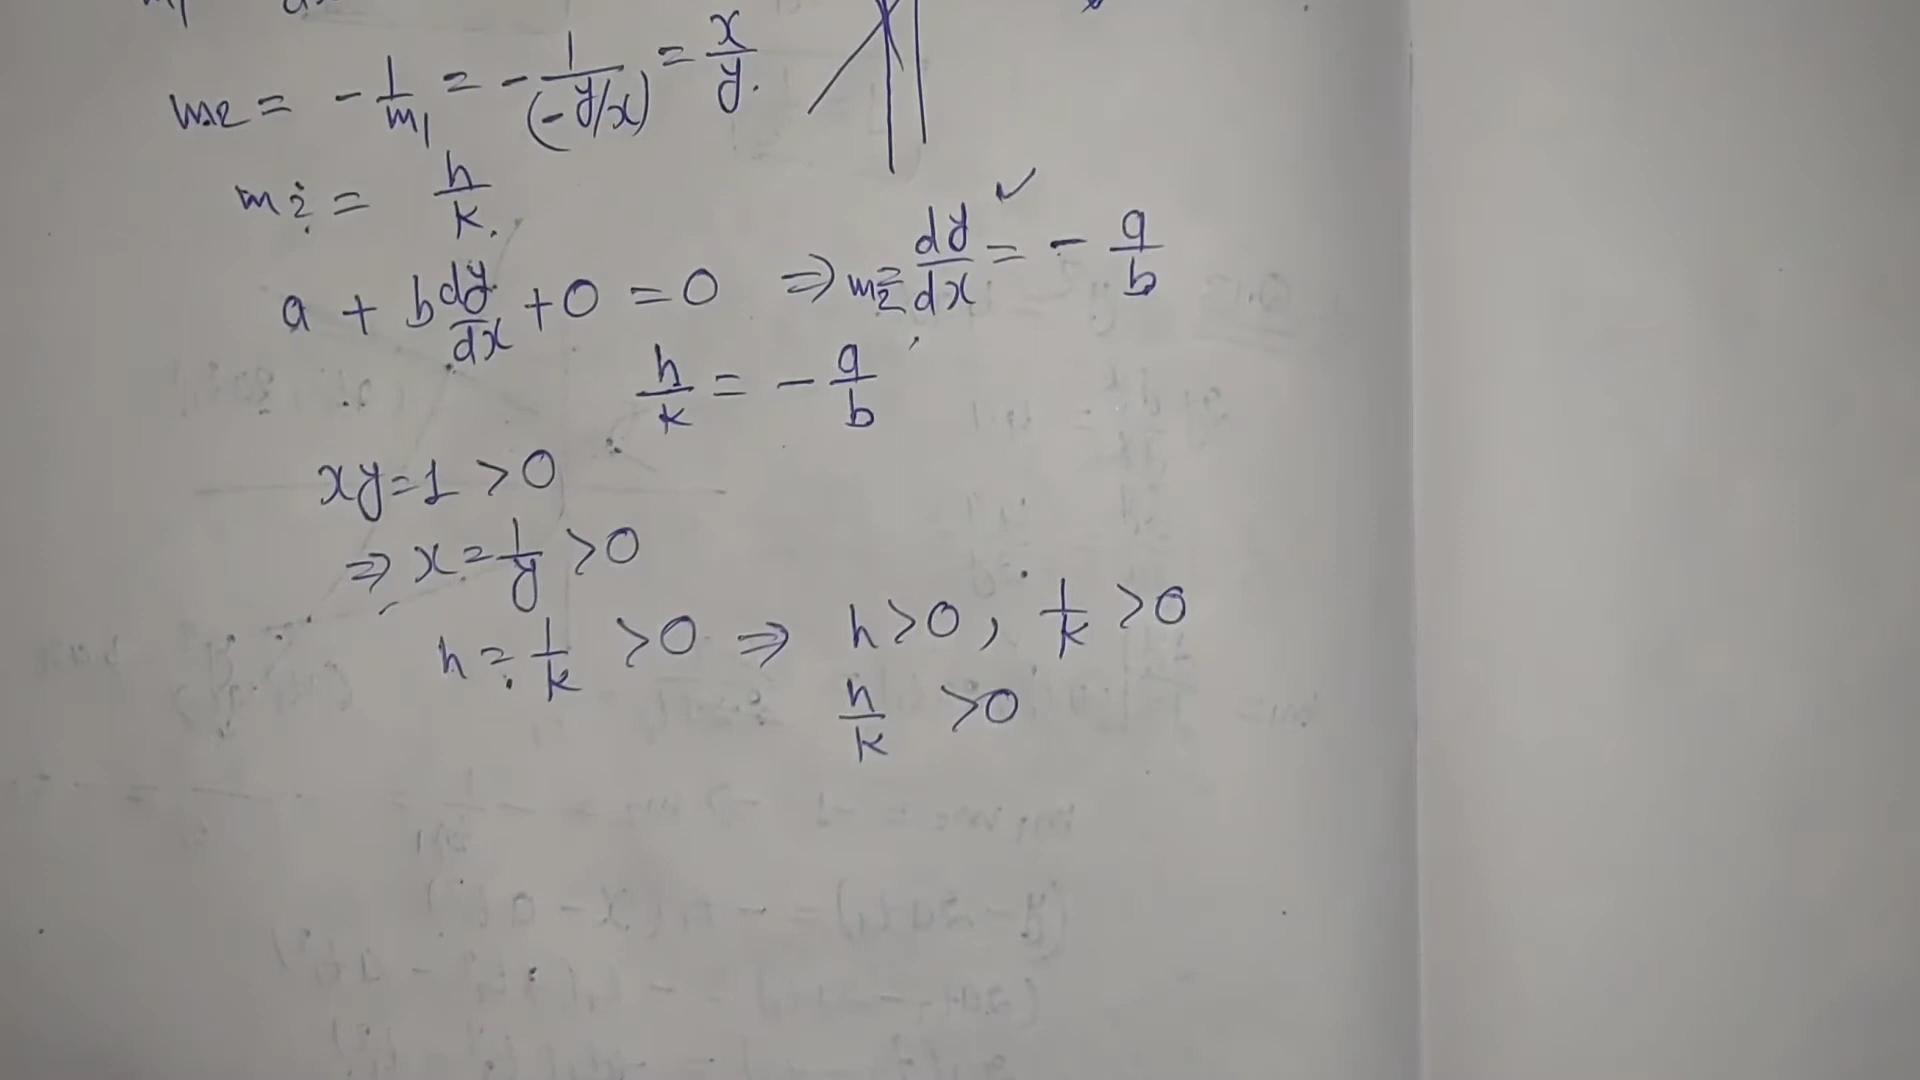 m2 = - 1/m1 = - 1/(-y/x) = x/y.
m2 = h/k.
a + b dy/dx + 0 = 0 ⇒ m2 = dy/dx = - a/b ✓
h/k = - a/b
xy = 1 > 0
⇒ x = 1/y > 0
h = 1/k > 0 ⇒ h > 0, 1/k > 0
h/k > 0